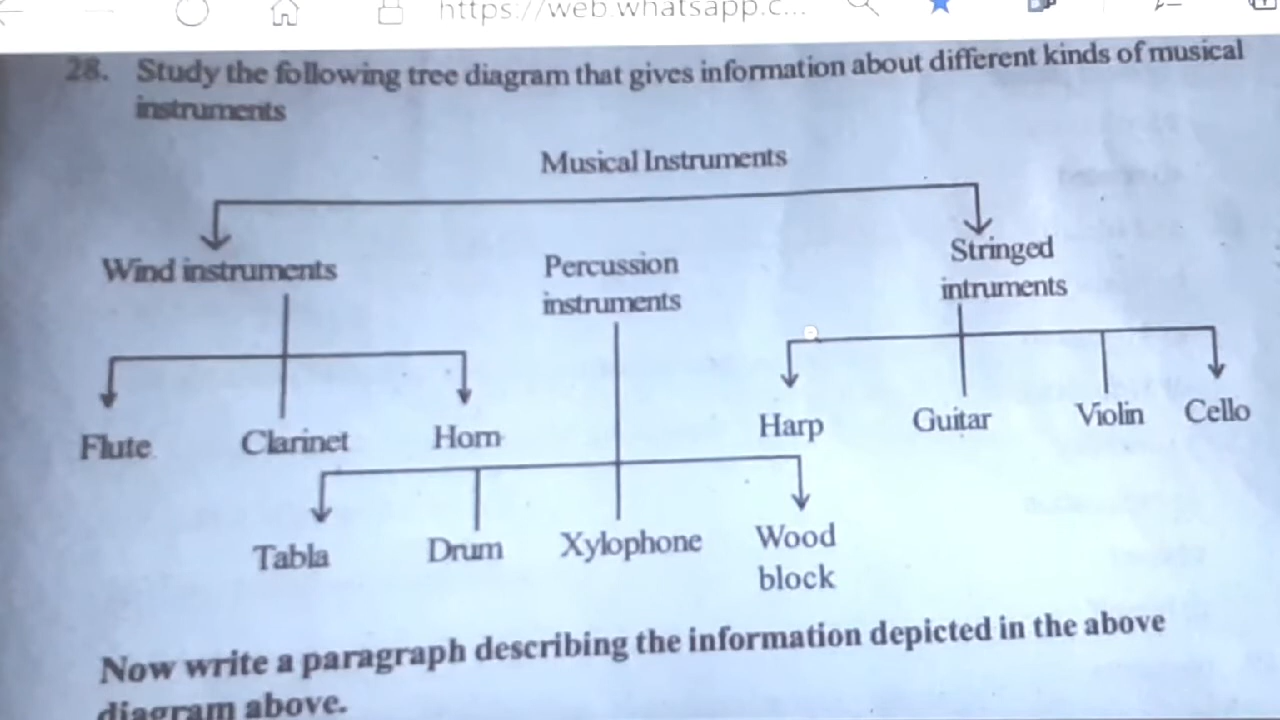 https://web.whatsapp.c...
28. Study the following tree diagram that gives information about different kinds of musical
instruments
Musical Instruments
Wind instruments
Percussion
instruments
Stringed
intruments
Flute
Clarinet
Horn
Harp
Guitar
Violin
Cello
Tabla
Drum
Xylophone
Wood
block
Now write a paragraph describing the information depicted in the above
diagram above.